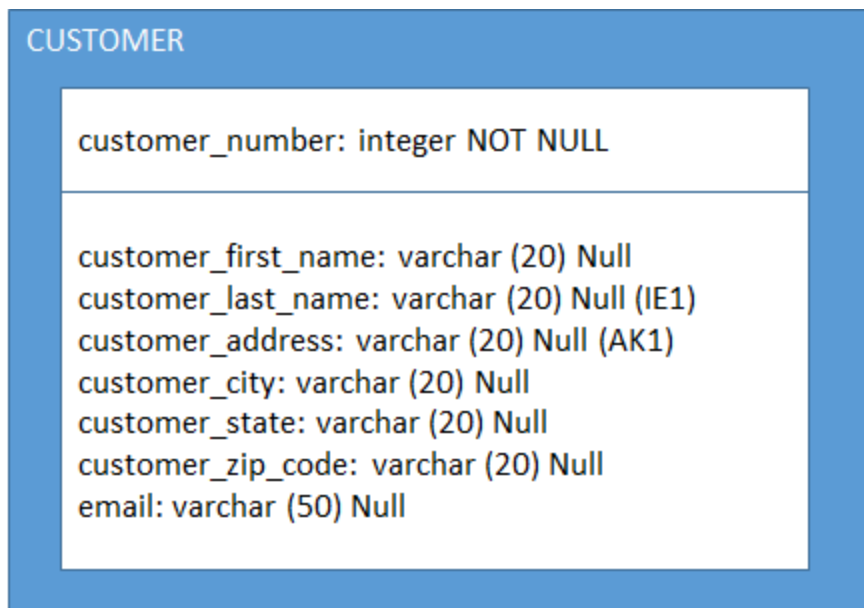 CUSTOMER
customer_number: integer NOT NULL
customer_first_name: varchar (20) Null
customer_last_name: varchar (20) Null (IE1)
customer_address: varchar (20) Null (AK1)
customer_city: varchar (20) Null
customer_state: varchar (20) Null
customer_zip_code: varchar (20) Null
email: varchar (50) Null